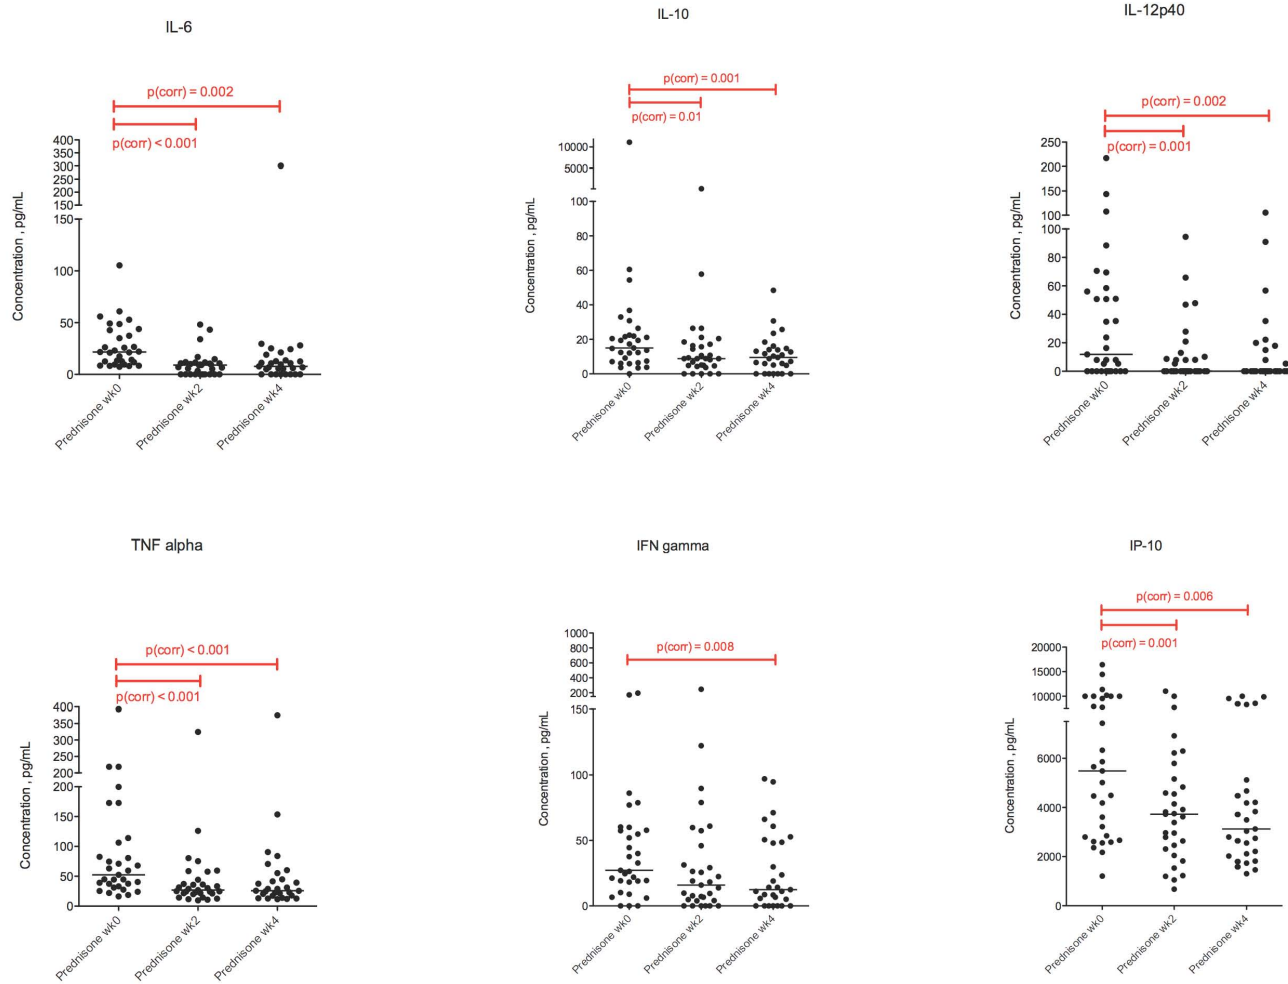 IL-6
p(corr) = 0.002
p(corr) < 0.001
400
350
300
250
200
150
150
100
50
0
Concentration , pg/mL
Prednisone wk0
Prednisone wk2
Prednisone wk4
IL-10
p(corr) = 0.001
p(corr) = 0.01
10000
5000
100
80
60
40
20
0
Concentration , pg/mL
Prednisone wk0
Prednisone wk2
Prednisone wk4
IL-12p40
p(corr) = 0.002
p(corr) = 0.001
250
200
150
100
100
80
60
40
20
0
Concentration , pg/mL
Prednisone wk0
Prednisone wk2
Prednisone wk4
TNF alpha
p(corr) < 0.001
p(corr) < 0.001
400
350
300
250
200
200
150
100
50
0
Concentration , pg/mL
Prednisone wk0
Prednisone wk2
Prednisone wk4
IFN gamma
p(corr) = 0.008
1000
800
600
400
200
150
100
50
0
Concentration , pg/mL
Prednisone wk0
Prednisone wk2
Prednisone wk4
IP-10
p(corr) = 0.006
p(corr) = 0.001
20000
15000
10000
6000
4000
2000
0
Concentration , pg/mL
Prednisone wk0
Prednisone wk2
Prednisone wk4